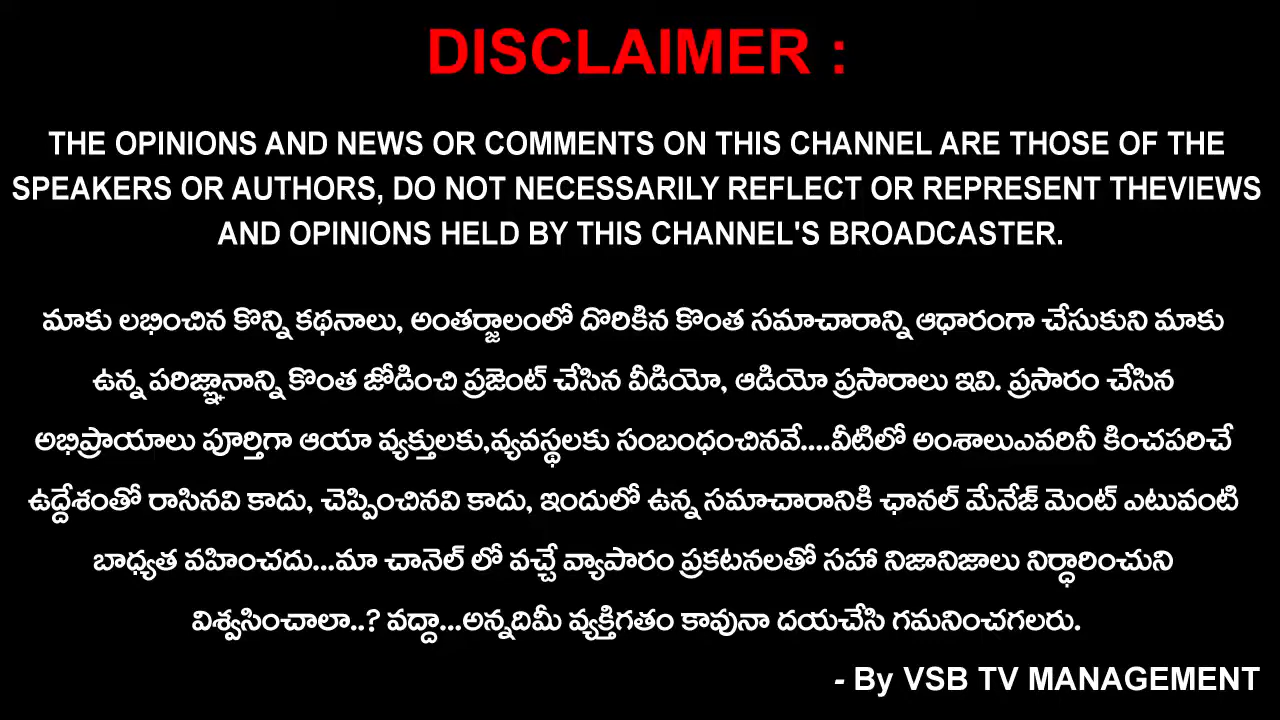 DISCLAIMER :
THE OPINIONS AND NEWS OR COMMENTS ON THIS CHANNEL ARE THOSE OF THE
SPEAKERS OR AUTHORS, DO NOT NECESSARILY REFLECT OR REPRESENT THEVIEWS
AND OPINIONS HELD BY THIS CHANNEL'S BROADCASTER.
మాకు లభించిన కొన్ని కథనాలు, అంతర్జాలంలో దొరికిన కొంత సమాచారాన్ని ఆధారంగా చేసుకుని మాకు
ఉన్న పరిజ్ఞానాన్ని కొంత జోడించి ప్రజెంట్ చేసిన వీడియో, ఆడియో ప్రసారాలు ఇవి. ప్రసారం చేసిన
అభిప్రాయాలు పూర్తిగా ఆయా వ్యక్తులకు,వ్యవస్థలకు సంబంధంచినవే....వీటిలో అంశాలుఎవరినీ కించపరిచే
ఉద్దేశంతో రాసినవి కాదు, చెప్పించినవి కాదు, ఇందులో ఉన్న సమాచారానికి ఛానల్ మేనేజ్ మెంట్ ఎటువంటి
బాధ్యత వహించదు...మా చానెల్ లో వచ్చే వ్యాపారం ప్రకటనలతో సహా నిజానిజాలు నిర్ధారించుని
విశ్వసించాలా..? వద్దా...అన్నదిమీ వ్యక్తిగతం కావునా దయచేసి గమనించగలరు.
- By VSB TV MANAGEMENT